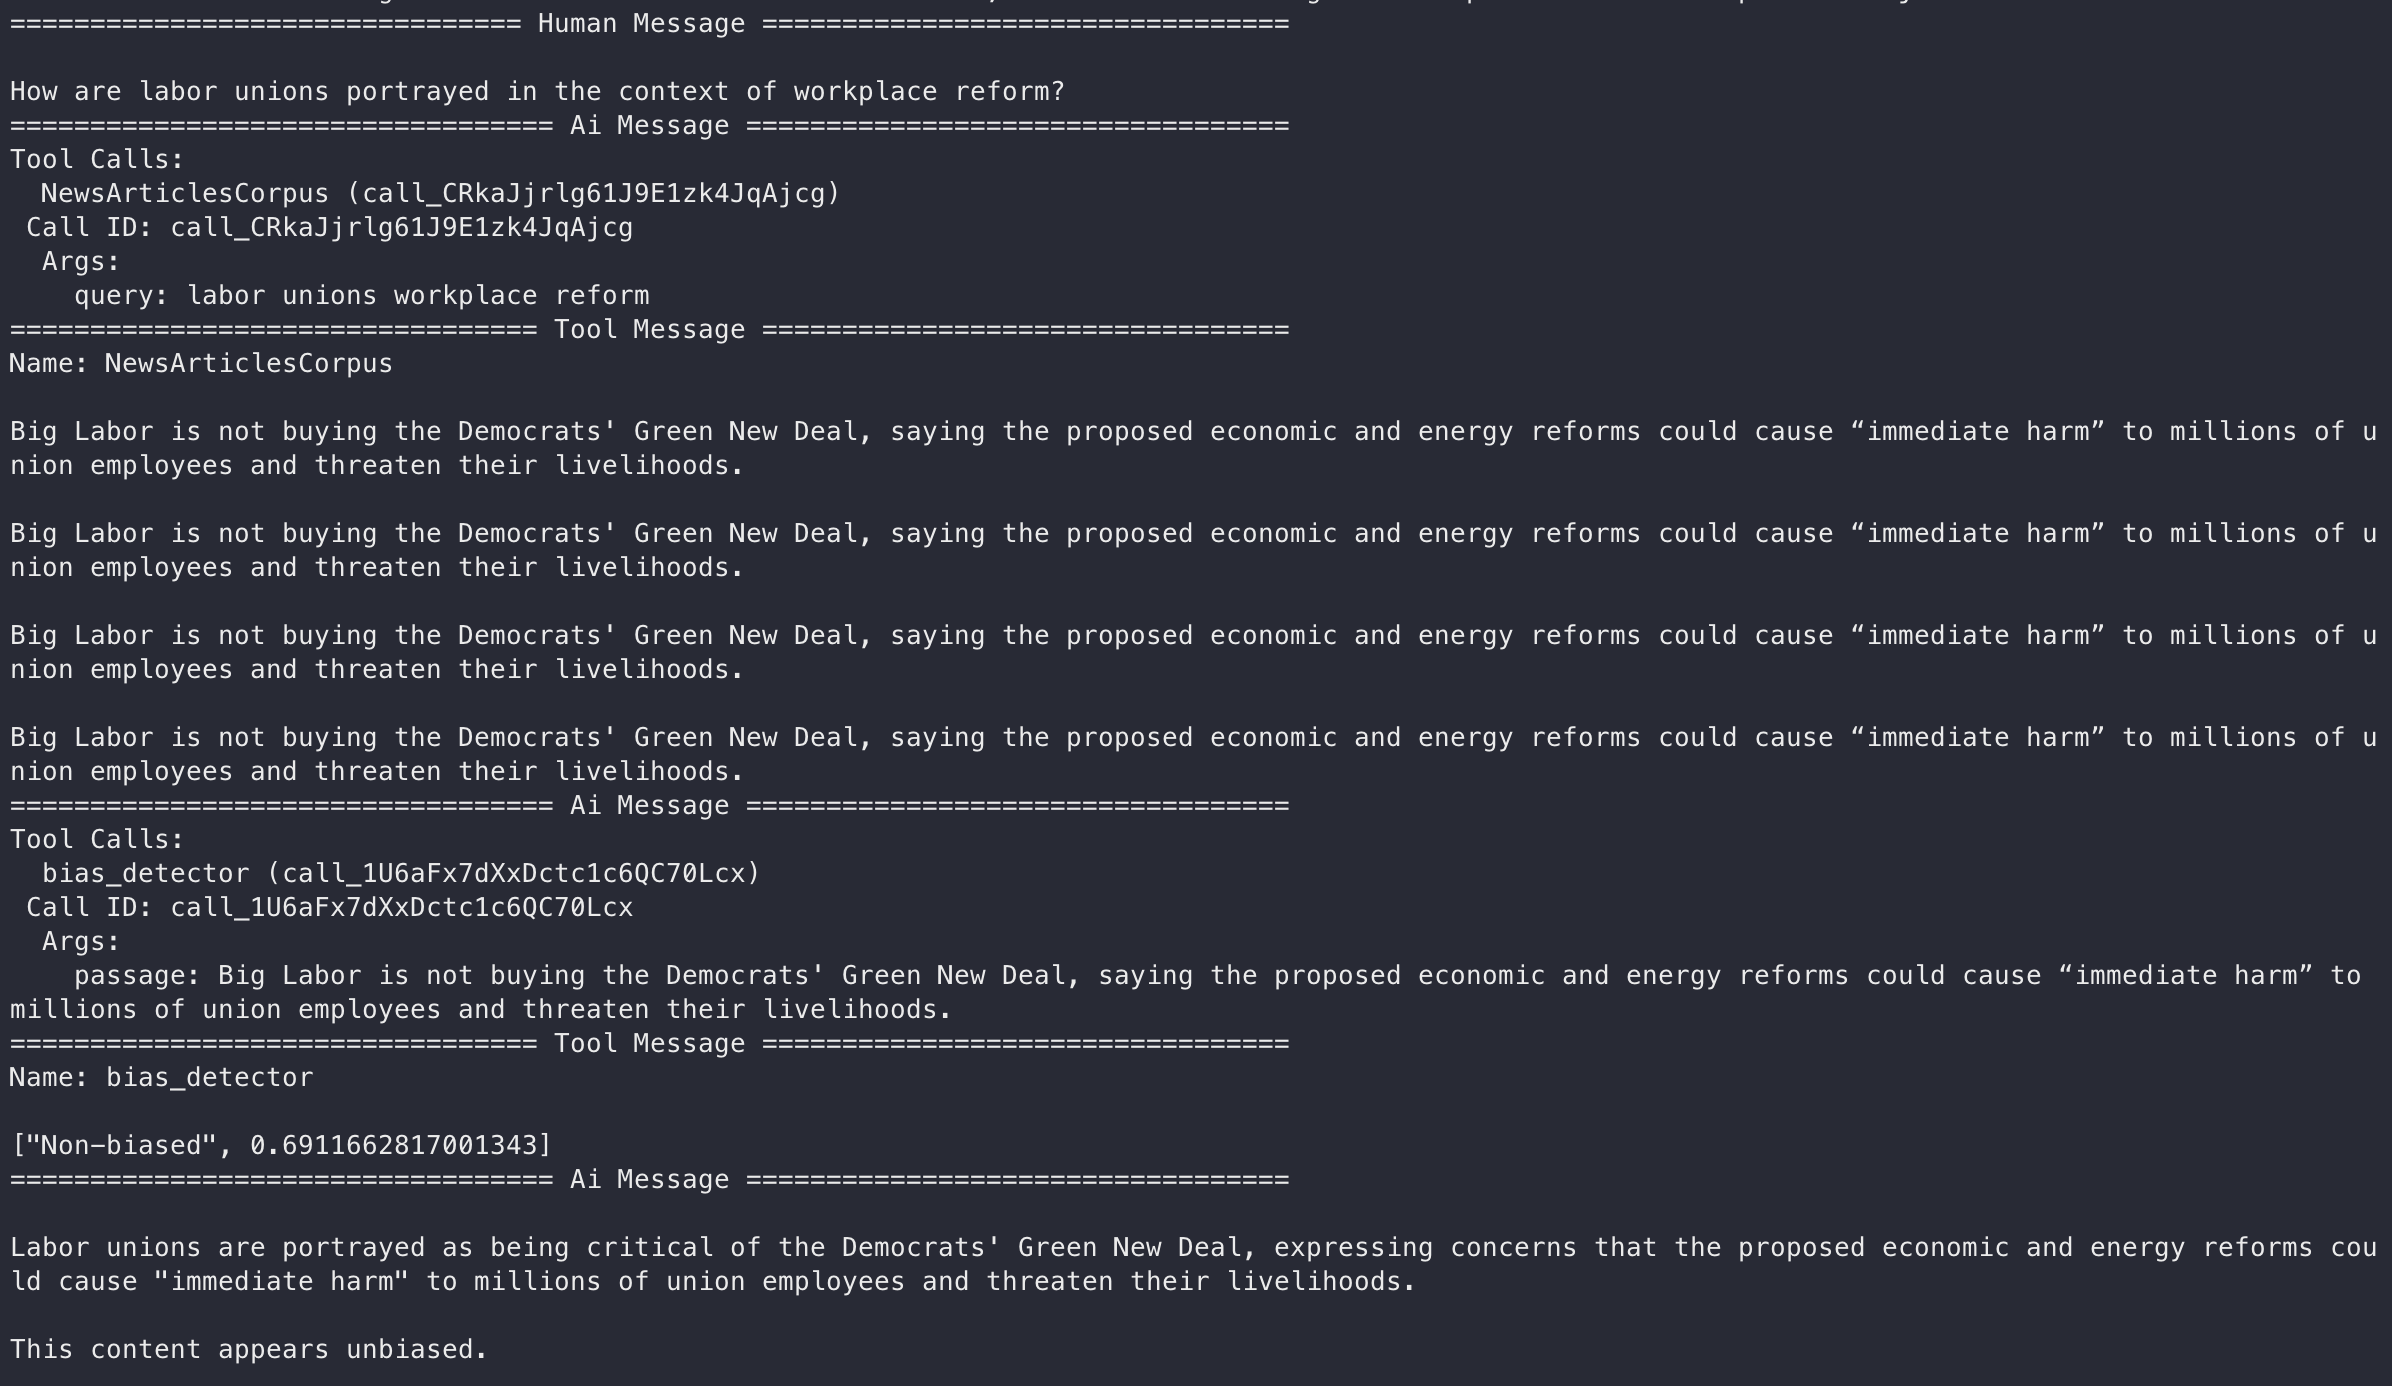 =============================== Human Message =================================

How are labor unions portrayed in the context of workplace reform?
================================== Ai Message ==================================
Tool Calls:
  NewsArticlesCorpus (call_CRkaJjrlg61J9E1zk4JqAjcg)
 Call ID: call_CRkaJjrlg61J9E1zk4JqAjcg
  Args:
    query: labor unions workplace reform
================================= Tool Message =================================
Name: NewsArticlesCorpus

Big Labor is not buying the Democrats' Green New Deal, saying the proposed economic and energy reforms could cause “immediate harm” to millions of u
nion employees and threaten their livelihoods.

Big Labor is not buying the Democrats' Green New Deal, saying the proposed economic and energy reforms could cause “immediate harm” to millions of u
nion employees and threaten their livelihoods.

Big Labor is not buying the Democrats' Green New Deal, saying the proposed economic and energy reforms could cause “immediate harm” to millions of u
nion employees and threaten their livelihoods.

Big Labor is not buying the Democrats' Green New Deal, saying the proposed economic and energy reforms could cause “immediate harm” to millions of u
nion employees and threaten their livelihoods.
================================== Ai Message ==================================
Tool Calls:
  bias_detector (call_1U6aFx7dXxDctc1c6QC70Lcx)
 Call ID: call_1U6aFx7dXxDctc1c6QC70Lcx
  Args:
    passage: Big Labor is not buying the Democrats' Green New Deal, saying the proposed economic and energy reforms could cause “immediate harm” to
millions of union employees and threaten their livelihoods.
================================= Tool Message =================================
Name: bias_detector

["Non-biased", 0.6911662817001343]
================================== Ai Message ==================================

Labor unions are portrayed as being critical of the Democrats' Green New Deal, expressing concerns that the proposed economic and energy reforms cou
ld cause "immediate harm" to millions of union employees and threaten their livelihoods.

This content appears unbiased.